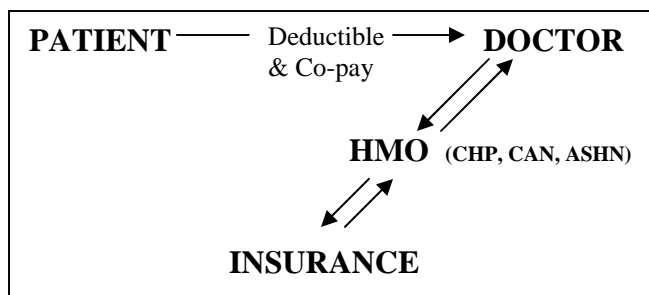 PATIENT Deductible DOCTOR
& Co-pay
HMO (CHP, CAN, ASHN)
INSURANCE